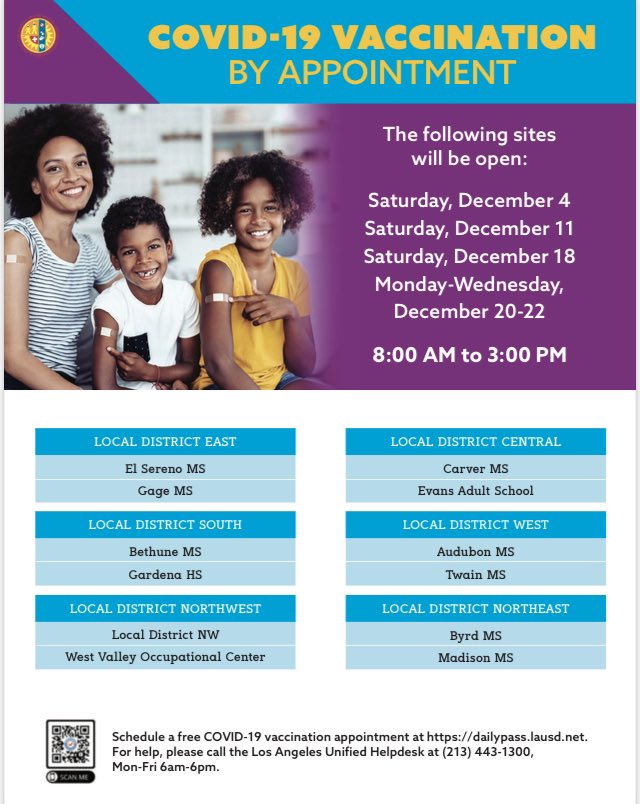 COVID-19 VACCINATION
BY APPOINTMENT
The following sites
will be open:
Saturday, December 4
Saturday, December 11
Saturday, December 18
Monday-Wednesday,
December 20-22
8:00 AM to 3:00 PM
LOCAL DISTRICT EAST
El Sereno MS
Gage MS
LOCAL DISTRICT CENTRAL
Carver MS
Evans Adult School
LOCAL DISTRICT SOUTH
Bethune MS
Gardena HS
LOCAL DISTRICT WEST
Audubon MS
Twain MS
LOCAL DISTRICT NORTHWEST
Local District NW
West Valley Occupational Center
LOCAL DISTRICT NORTHEAST
Byrd MS
Madison MS
SCAN ME
Schedule a free COVID-19 vaccination appointment at https://dailypass.lausd.net.
For help, please call the Los Angeles Unified Helpdesk at (213) 443-1300,
Mon-Fri 6am-6pm.